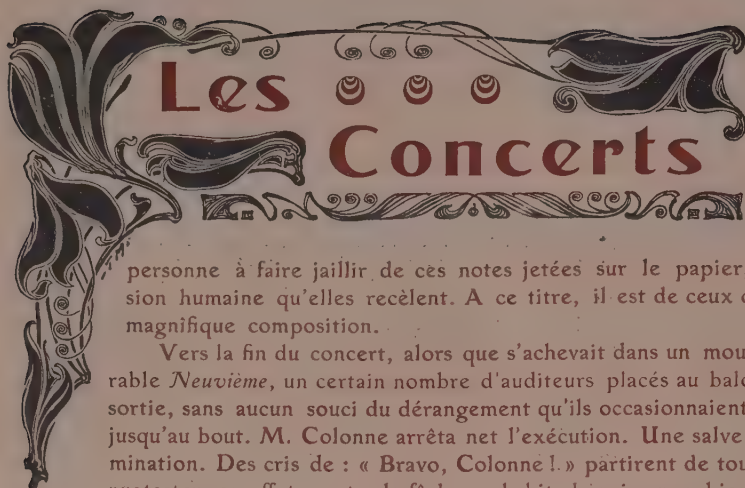 Les
Concerts
personne à faire jaillir de ces notes jetées sur le papier
sion humaine qu'elles recèlent. A ce titre, il est de ceux
magnifique composition.
Vers la fin du concert, alors que s'achevait dans un mou
rable Neuvième, un certain nombre d'auditeurs placés au balc
sortie, sans aucun souci du dérangement qu'ils occasionnaient
jusqu'au bout. M. Colonne arrêta net l'exécution. Une salve
mination. Des cris de : « Bravo, Colonne ! » partirent de tou